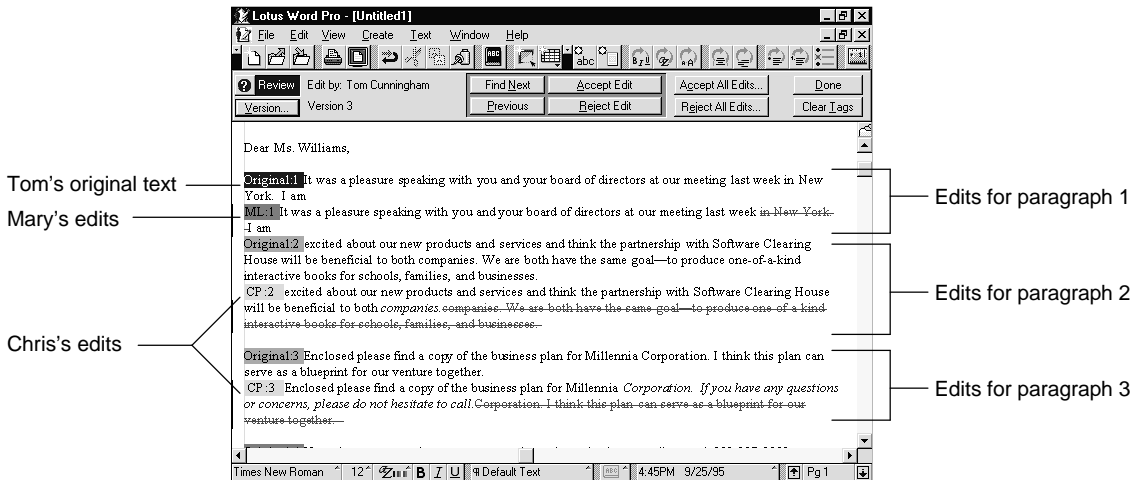 Lotus Word Pro - [Untitled1]
File Edit View Create Text Window Help
ABC abc
Review Edit by: Tom Cunningham Find Next Accept Edit Accept All Edits... Done
Version... Version 3 Previous Reject Edit Reject All Edits... Clear Tags
Dear Ms. Williams,
Tom's original text
Mary's edits
Chris's edits
Original:1 It was a pleasure speaking with you and your board of directors at our meeting last week in New
York. I am
ML:1 It was a pleasure speaking with you and your board of directors at our meeting last week in New York.
I am
Original:2 excited about our new products and services and think the partnership with Software Clearing
House will be beneficial to both companies. We are both have the same goal—to produce one-of-a-kind
interactive books for schools, families, and businesses.
CP:2 excited about our new products and services and think the partnership with Software Clearing House
will be beneficial to both companies.companies. We are both have the same goal—to produce one-of-a-kind
interactive books for schools, families, and businesses.
Original:3 Enclosed please find a copy of the business plan for Millennia Corporation. I think this plan can
serve as a blueprint for our venture together.
CP:3 Enclosed please find a copy of the business plan for Millennia Corporation. If you have any questions
or concerns, please do not hesitate to call.Corporation. I think this plan can serve as a blueprint for our
venture together.
Edits for paragraph 1
Edits for paragraph 2
Edits for paragraph 3
Times New Roman 12 B I U ¶ Default Text ABC 4:45PM 9/25/95 Pg 1